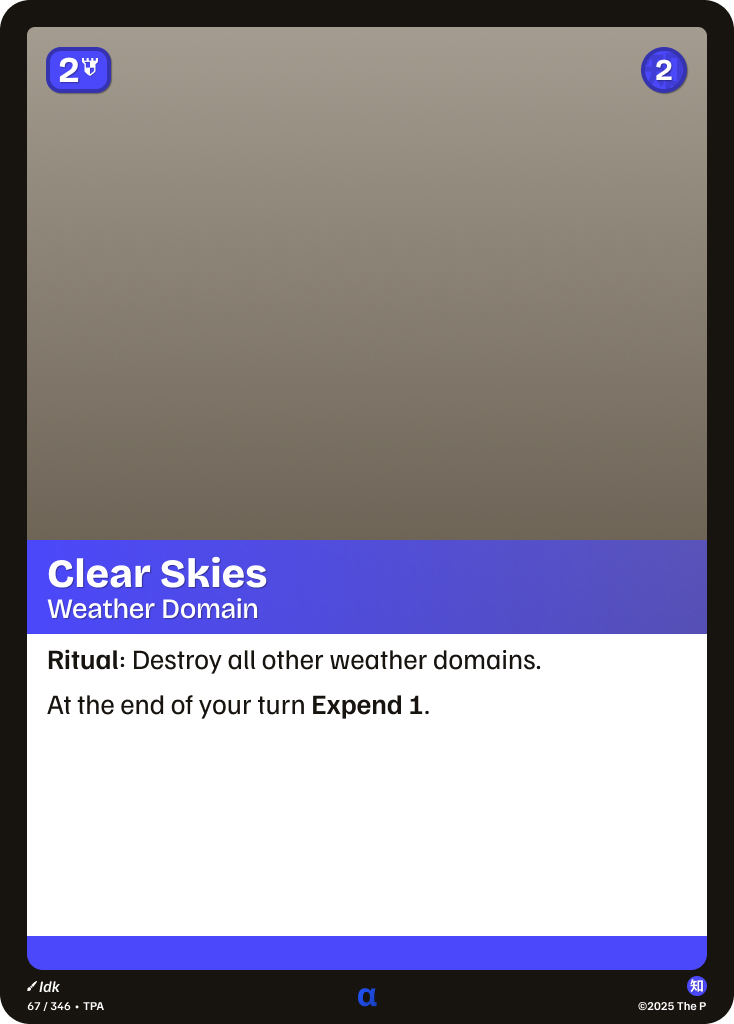 2
2
Clear Skies
Weather Domain
Ritual: Destroy all other weather domains.
At the end of your turn Expend 1.
Idk
67 / 346 • TPA
α
知
©2025 The P